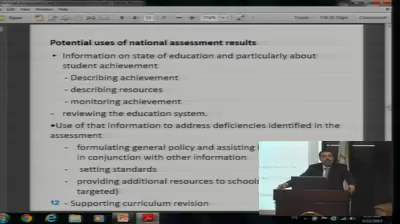 Potential uses of national assessment results
• Information on state of education and particularly about
student achievement
- Describing achievement
- describing resources
- monitoring achievement
- reviewing the education system.
•Use of that information to address deficiencies identified in the
assessment
- formulating general policy and assisting
in conjunction with other information
- setting standards
- providing additional resources to schools
targeted)
12 - Supporting curriculum revision